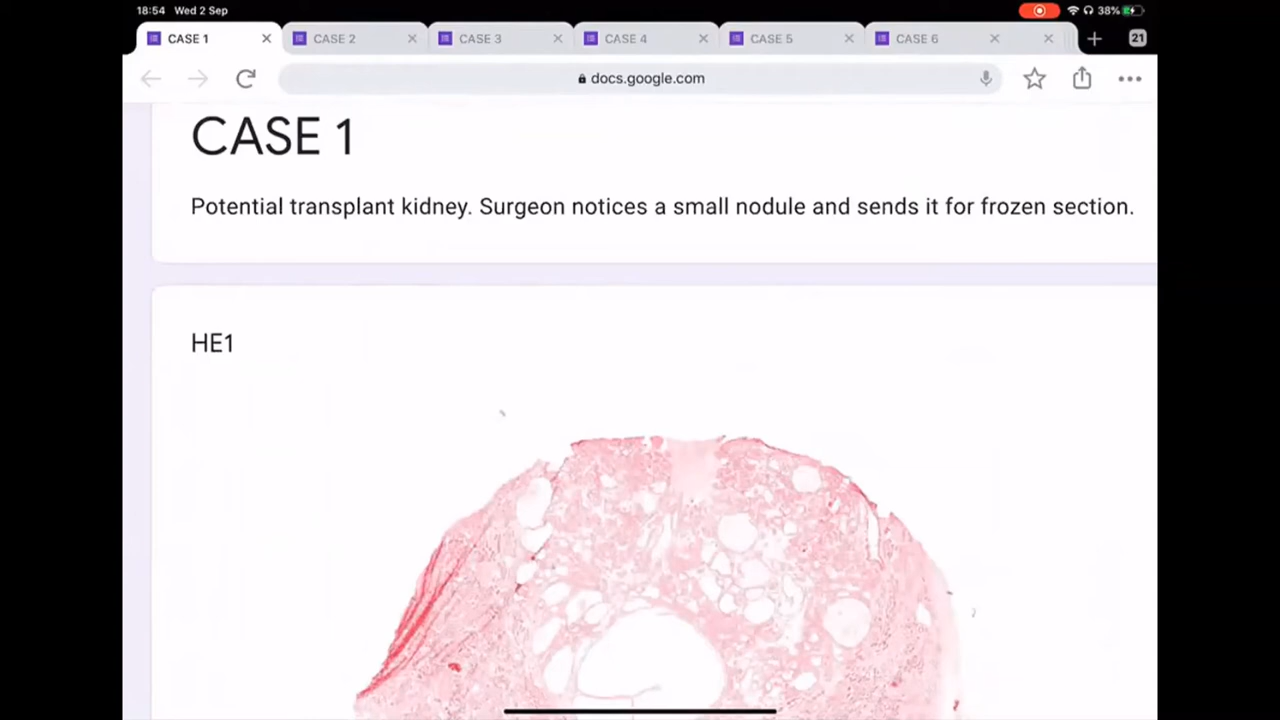 18:54 Wed 2 Sep 38%
CASE 1 CASE 2 CASE 3 CASE 4 CASE 5 CASE 6 21
docs.google.com
CASE 1
Potential transplant kidney. Surgeon notices a small nodule and sends it for frozen section.
HE1